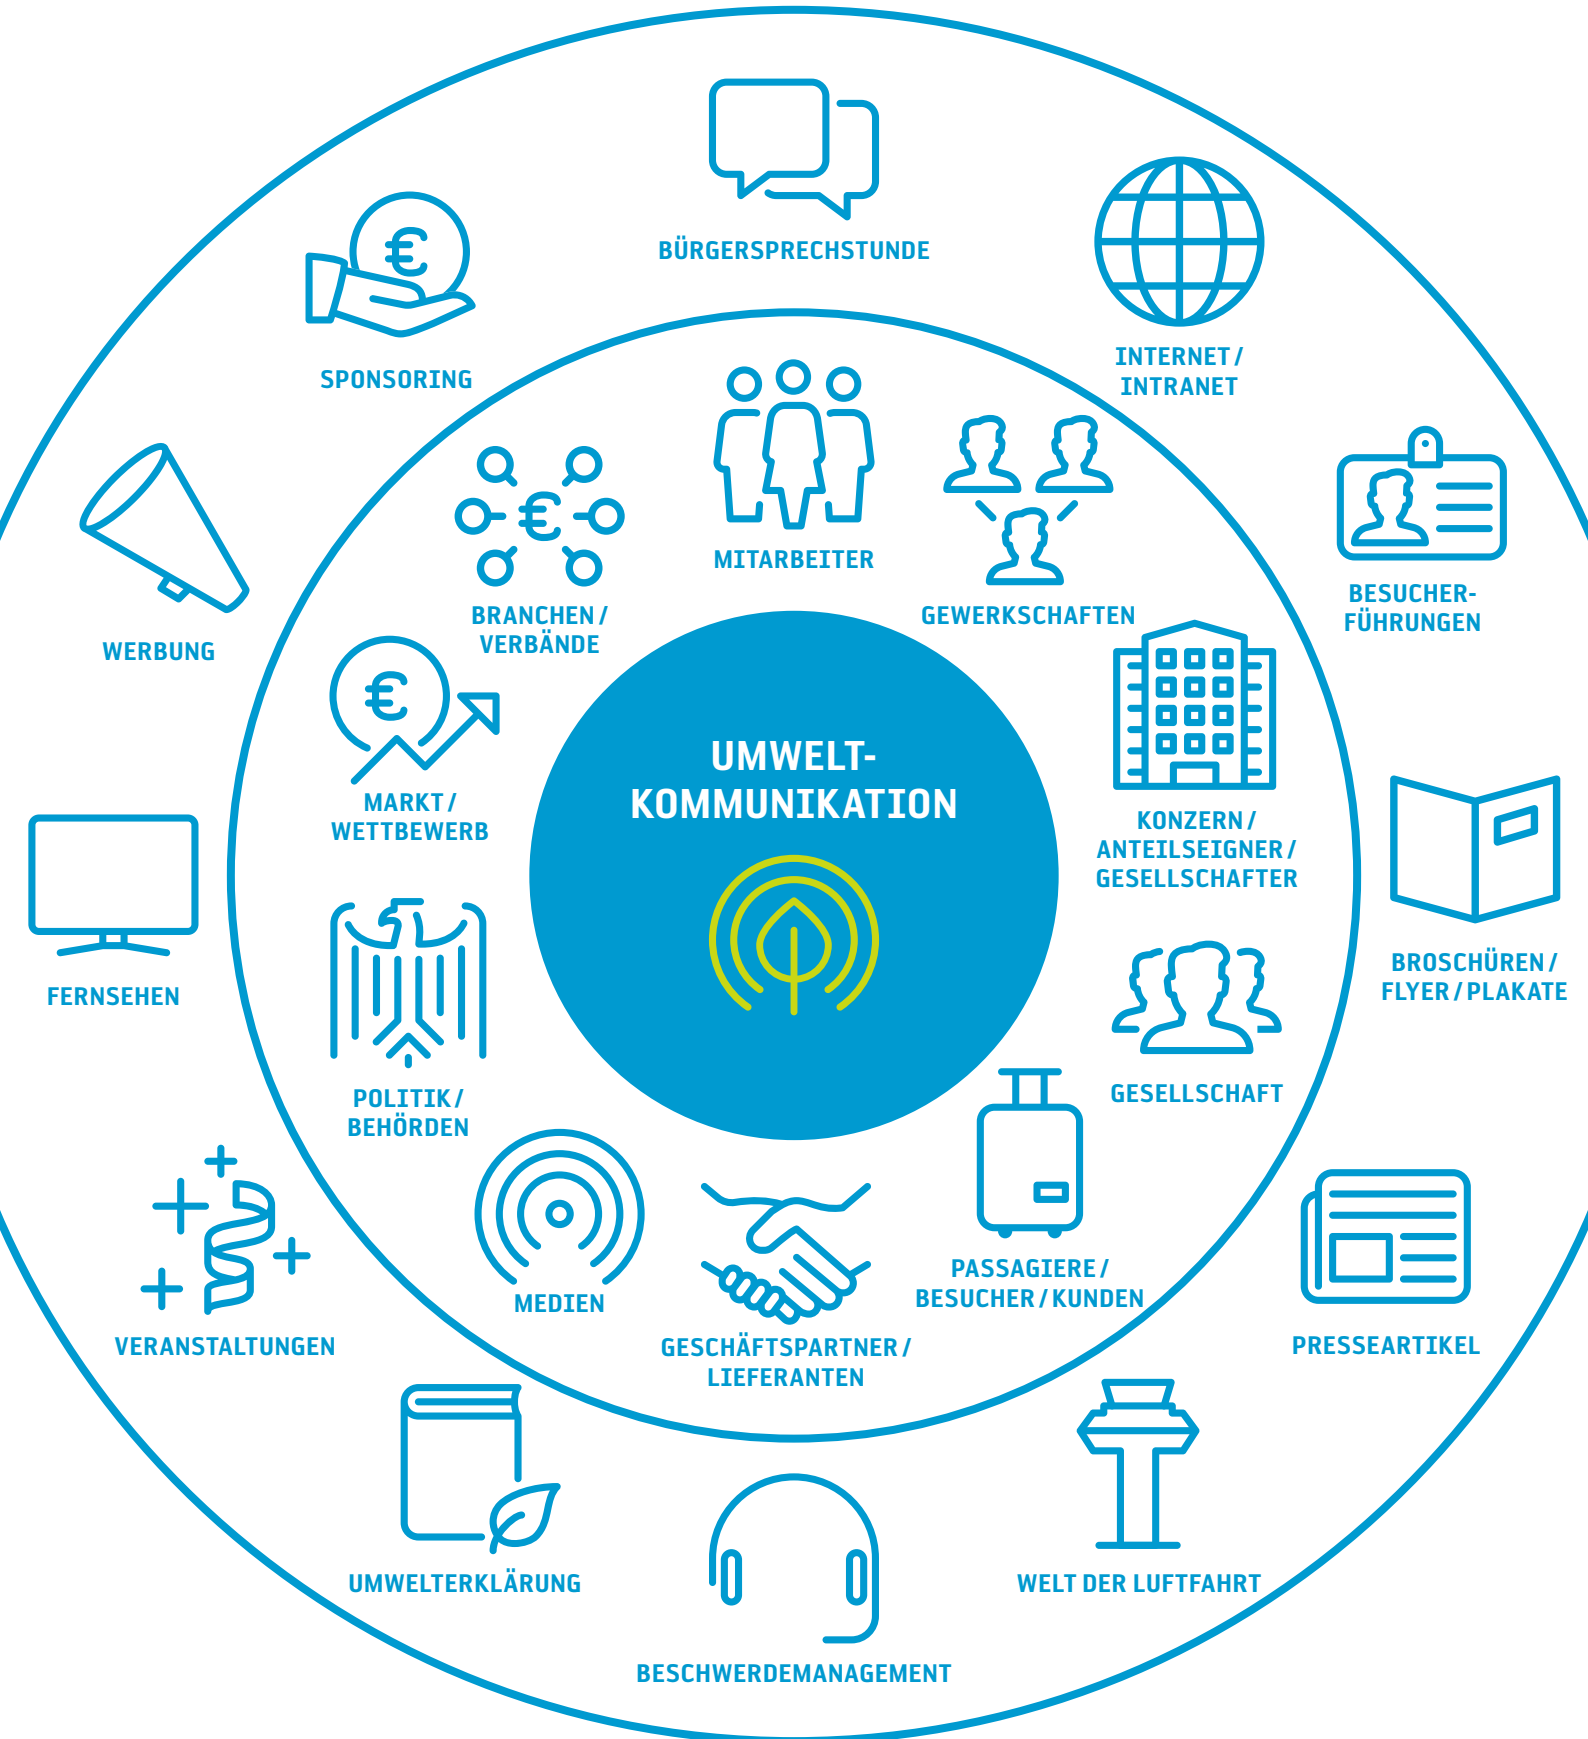 BÜRGERSPRECHSTUNDE
INTERNET /
INTRANET
SPONSORING
€
MITARBEITER
BRANCHEN /
VERBÄNDE
€
GEWERKSCHAFTEN
BESUCHER-
FÜHRUNGEN
WERBUNG
UMWELT-
KOMMUNIKATION
€
MARKT /
WETTBEWERB
KONZERN /
ANTEILSEIGNER /
GESELLSCHAFTER
FERNSEHEN
BROSCHÜREN /
FLYER / PLAKATE
POLITIK /
BEHÖRDEN
GESELLSCHAFT
MEDIEN
PASSAGIERE /
BESUCHER / KUNDEN
GESCHÄFTSPARTNER /
LIEFERANTEN
VERANSTALTUNGEN
PRESSEARTIKEL
UMWELTERKLÄRUNG
WELT DER LUFTFAHRT
BESCHWERDEMANAGEMENT